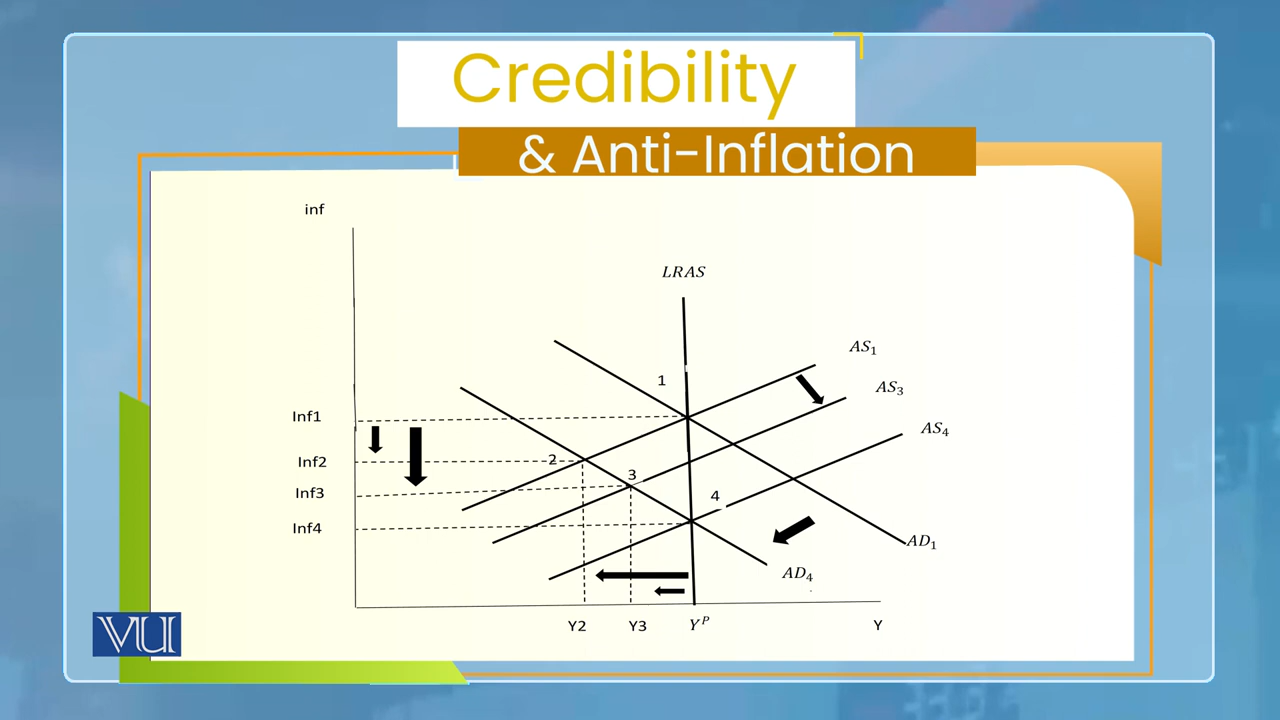 Credibility
& Anti-Inflation
inf
LRAS
AS₁
AS₃
AS₄
1
Inf1
2
Inf2
3
Inf3
4
Inf4
AD₁
AD₄
Y2
Y3
Yᴾ
Y
VU